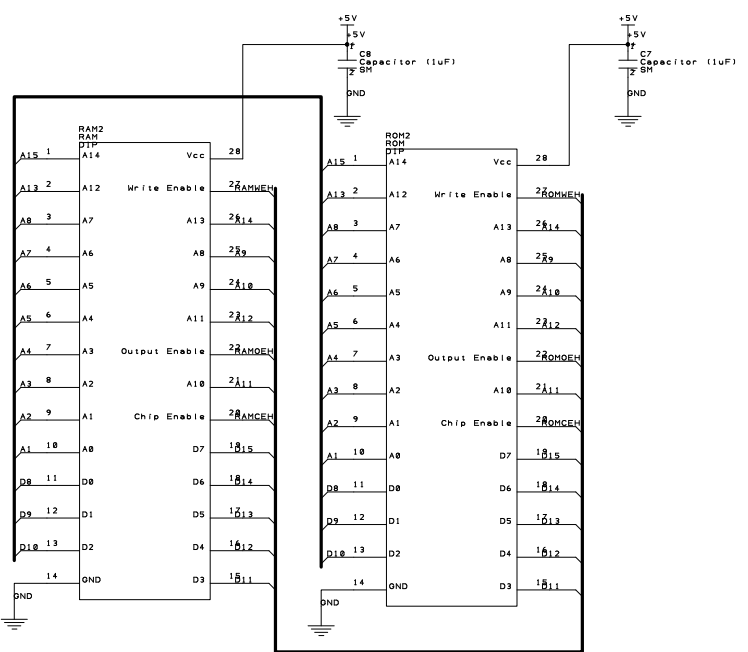 +5V
+5V
1
C8
Capacitor (1uF)
SM
2
GND
+5V
+5V
1
C7
Capacitor (1uF)
SM
2
GND
RAM2
RAM
DIP
A15 1 A14 Vcc 28
A13 2 A12 Write Enable 27 RAMWEH
A8 3 A7 A13 26 A14
A7 4 A6 A8 25 A9
A6 5 A5 A9 24 A10
A5 6 A4 A11 23 A12
A4 7 A3 Output Enable 22 RAMOEH
A3 8 A2 A10 21 A11
A2 9 A1 Chip Enable 20 RAMCEH
A1 10 A0 D7 19 D15
D8 11 D0 D6 18 D14
D9 12 D1 D5 17 D13
D10 13 D2 D4 16 D12
14 GND D3 15 D11
GND
ROM2
ROM
DIP
A15 1 A14 Vcc 28
A13 2 A12 Write Enable 27 ROMWEH
A8 3 A7 A13 26 A14
A7 4 A6 A8 25 A9
A6 5 A5 A9 24 A10
A5 6 A4 A11 23 A12
A4 7 A3 Output Enable 22 ROMOEH
A3 8 A2 A10 21 A11
A2 9 A1 Chip Enable 20 ROMCEH
A1 10 A0 D7 19 D15
D8 11 D0 D6 18 D14
D9 12 D1 D5 17 D13
D10 13 D2 D4 16 D12
14 GND D3 15 D11
GND